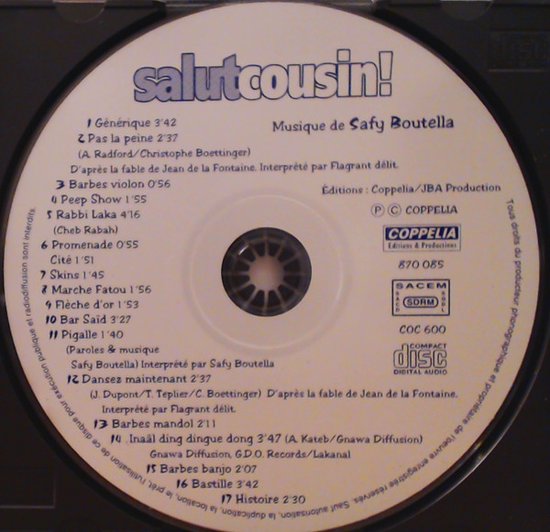 salutcousin!
Musique de Safy Boutella
1 Générique 3'42
2 Pas la peine 2'37
(A. Radford/Christophe Boettinger)
D'après la fable de Jean de la Fontaine. Interprété par Flagrant délit.
3 Barbes violon 0'56
4 Peep Show 1'55
5 Rabbi Laka 4'16
(Cheb Rabah)
6 Promenade 0'55
Cité 1'51
7 Skins 1'45
8 Marche Fatou 1'56
9 Flèche d'or 1'53
10 Bar Saïd 3'27
11 Pigalle 1'40
(Paroles & musique
Safy Boutella) Interprété par Safy Boutella
12 Dansez maintenant 2'37
(J. Dupont/T. Teplier/C. Boettinger) D'après la fable de Jean de la Fontaine.
Interprété par Flagrant délit.
13 Barbes mandol 2'11
14 Inaãl ding dingue dong 3'47 (A. Kateb/Gnawa Diffusion)
Gnawa Diffusion, G.D.O. Records/Lakanal
15 Barbes banjo 2'07
16 Bastille 3'42
17 Histoire 2'30
Éditions : Coppelia/JBA Production
Ⓟ Ⓒ COPPELIA
COPPELIA
Editions & Productions
870 085
SACEM
SACD
SDRM
SGDL
COC 600
COMPACT
disc
DIGITAL AUDIO
Tous droits du producteur phonographique et propriétaire de l'oeuvre enregistrée réservés. Sauf autorisation, la location, le prêt, l'utilisation de ce disque pour exécution publique et radiodiffusion sont interdits.